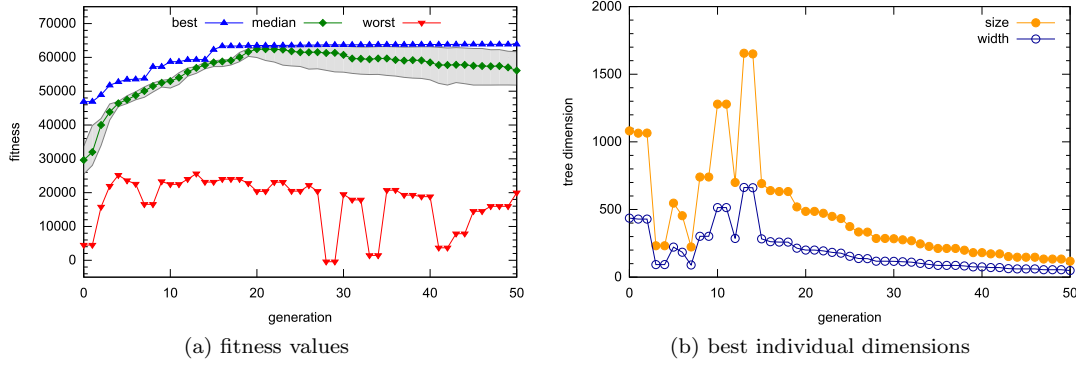 best median worst
70000
60000
50000
40000
30000
20000
10000
0
fitness
0 10 20 30 40 50
generation
(a) fitness values
size
width
2000
1500
1000
500
0
tree dimension
0 10 20 30 40 50
generation
(b) best individual dimensions